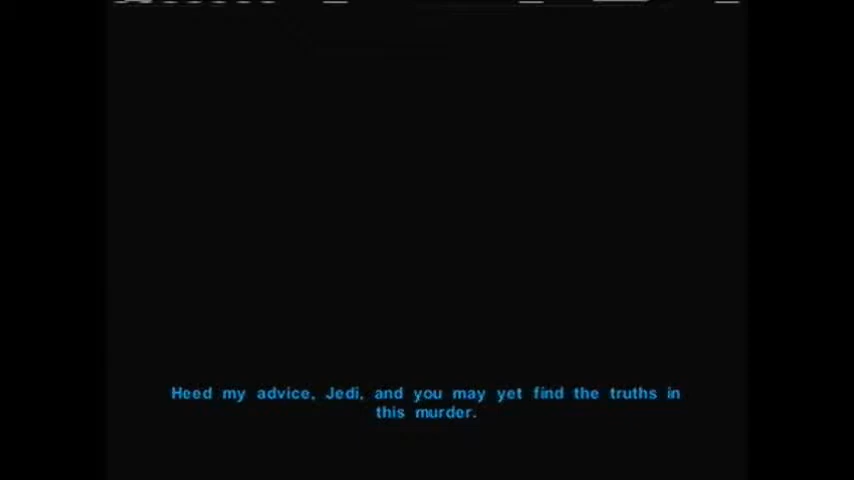 Heed my advice, Jedi, and you may yet find the truths in
this murder.